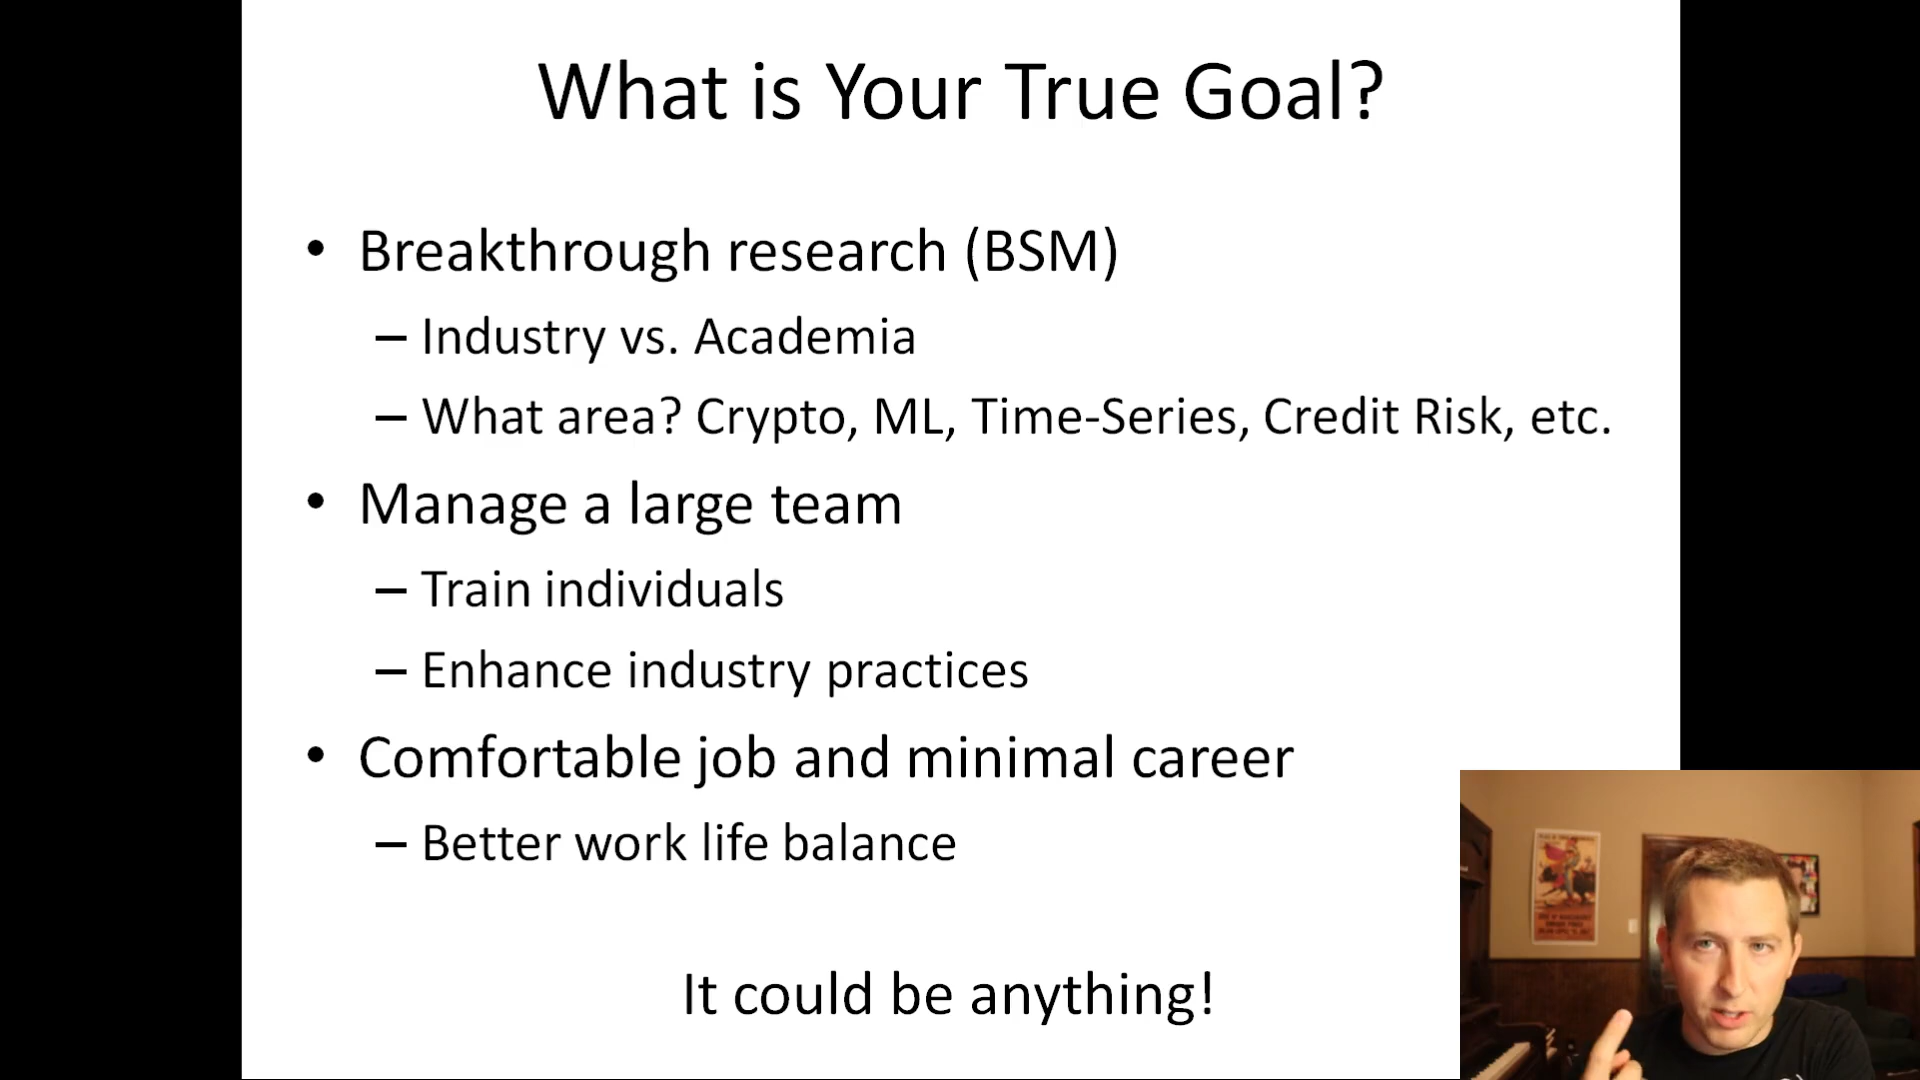 What is Your True Goal?
• Breakthrough research (BSM)
– Industry vs. Academia
– What area? Crypto, ML, Time-Series, Credit Risk, etc.
• Manage a large team
– Train individuals
– Enhance industry practices
• Comfortable job and minimal career
– Better work life balance
It could be anything!